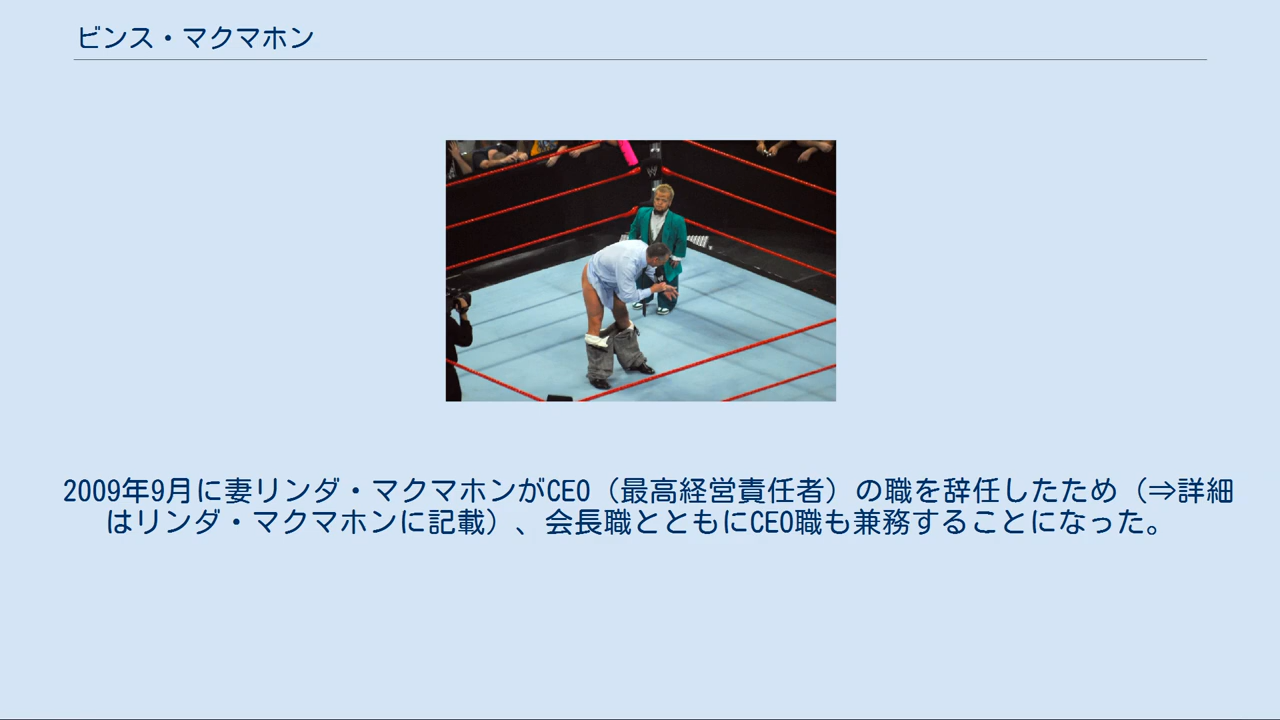 ビンス・マクマホン
2009年9月に妻リンダ・マクマホンがCEO（最高経営責任者）の職を辞任したため（⇒詳細
はリンダ・マクマホンに記載）、会長職とともにCEO職も兼務することになった。